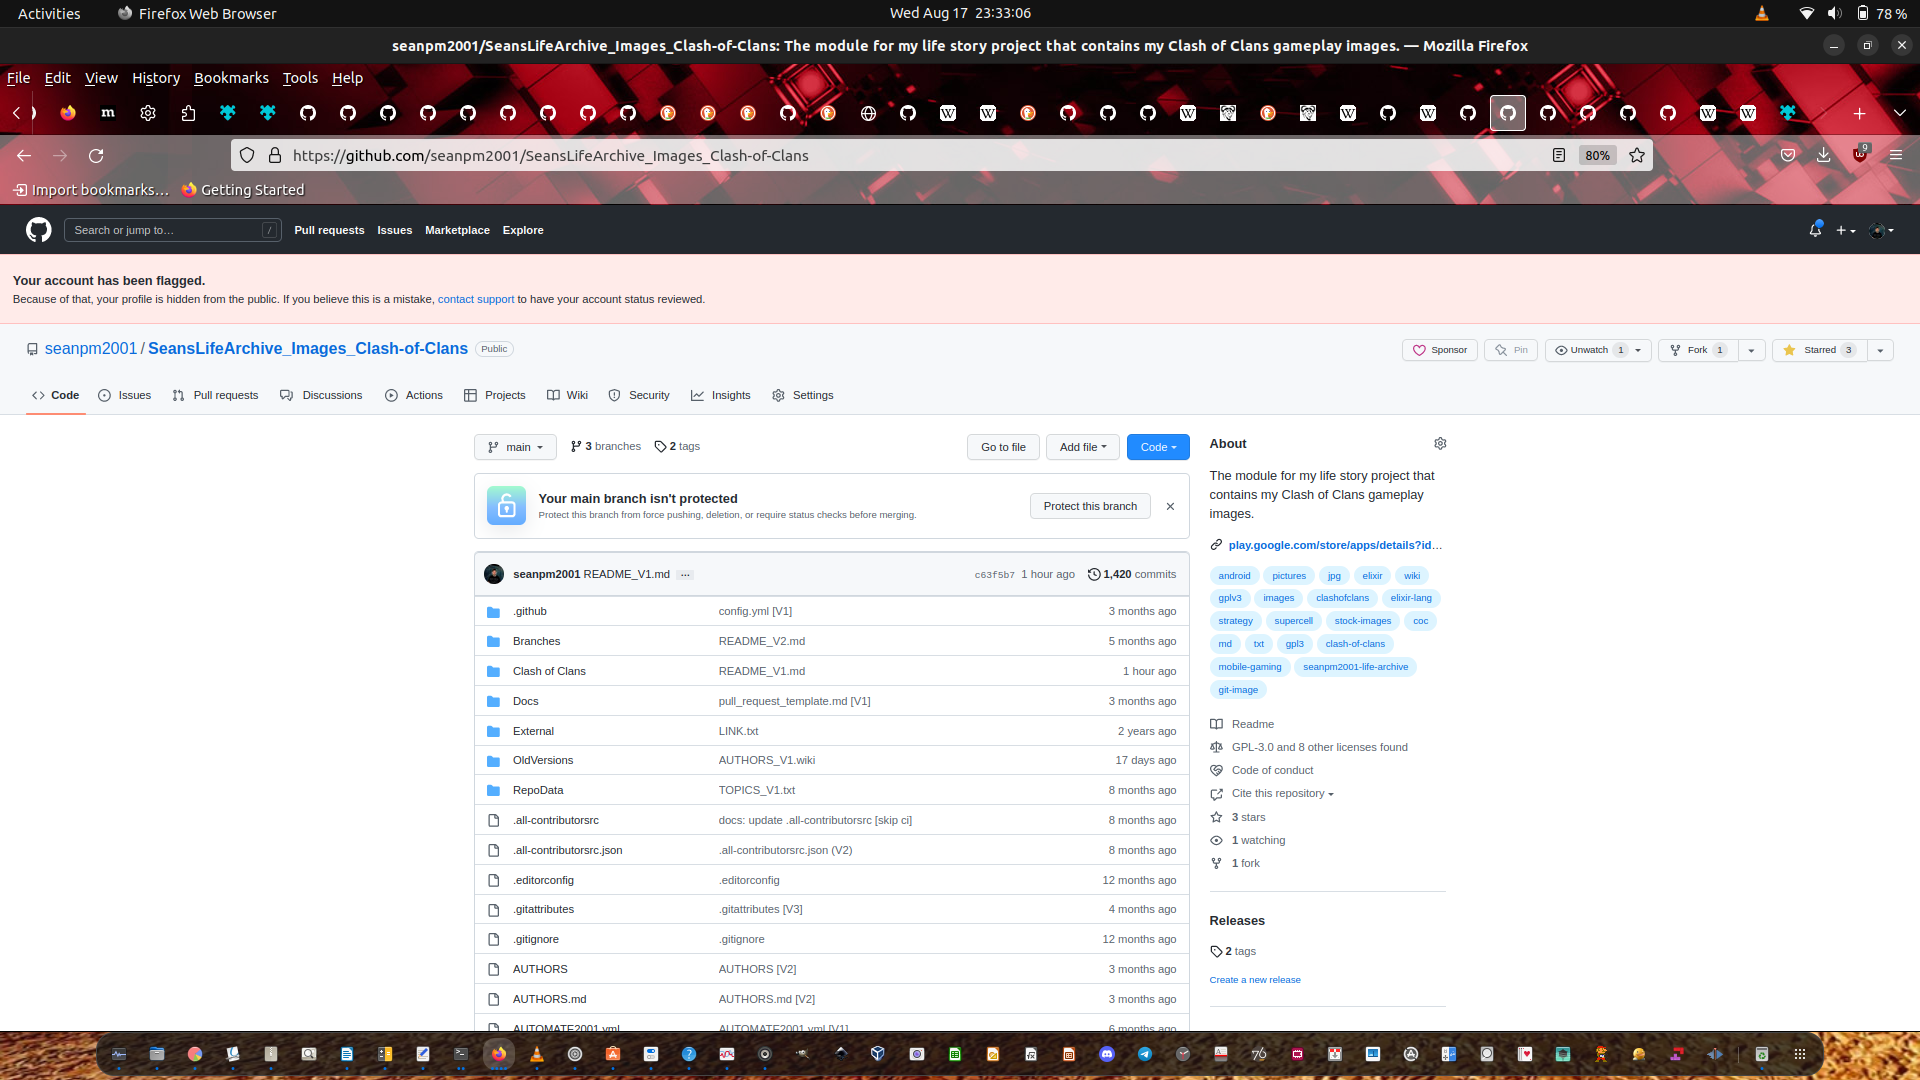 Activities
Firefox Web Browser
Wed Aug 17 23:33:06
78 %
seanpm2001/SeansLifeArchive_Images_Clash-of-Clans: The module for my life story project that contains my Clash of Clans gameplay images. — Mozilla Firefox
File Edit View History Bookmarks Tools Help
https://github.com/seanpm2001/SeansLifeArchive_Images_Clash-of-Clans
80%
9
Import bookmarks…
Getting Started
Search or jump to…
/
Pull requests
Issues
Marketplace
Explore
Your account has been flagged.
Because of that, your profile is hidden from the public. If you believe this is a mistake, contact support to have your account status reviewed.
seanpm2001 / SeansLifeArchive_Images_Clash-of-Clans
Public
Sponsor
Pin
Unwatch 1
Fork 1
Starred 3
Code
Issues
Pull requests
Discussions
Actions
Projects
Wiki
Security
Insights
Settings
main
3 branches
2 tags
Go to file
Add file
Code
Your main branch isn't protected
Protect this branch from force pushing, deletion, or require status checks before merging.
Protect this branch
seanpm2001 README_V1.md
c63f5b7 1 hour ago
1,420 commits
.github config.yml [V1] 3 months ago
Branches README_V2.md 5 months ago
Clash of Clans README_V1.md 1 hour ago
Docs pull_request_template.md [V1] 3 months ago
External LINK.txt 2 years ago
OldVersions AUTHORS_V1.wiki 17 days ago
RepoData TOPICS_V1.txt 8 months ago
.all-contributorsrc docs: update .all-contributorsrc [skip ci] 8 months ago
.all-contributorsrc.json .all-contributorsrc.json (V2) 8 months ago
.editorconfig .editorconfig 12 months ago
.gitattributes .gitattributes [V3] 4 months ago
.gitignore .gitignore 12 months ago
AUTHORS AUTHORS [V2] 3 months ago
AUTHORS.md AUTHORS.md [V2] 3 months ago
AUTOMATE2001.yml AUTOMATE2001.yml [V1] 6 months ago
About
The module for my life story project that
contains my Clash of Clans gameplay
images.
play.google.com/store/apps/details?id…
android pictures jpg elixir wiki
gplv3 images clashofclans elixir-lang
strategy supercell stock-images coc
md txt gpl3 clash-of-clans
mobile-gaming seanpm2001-life-archive
git-image
Readme
GPL-3.0 and 8 other licenses found
Code of conduct
Cite this repository
3 stars
1 watching
1 fork
Releases
2 tags
Create a new release